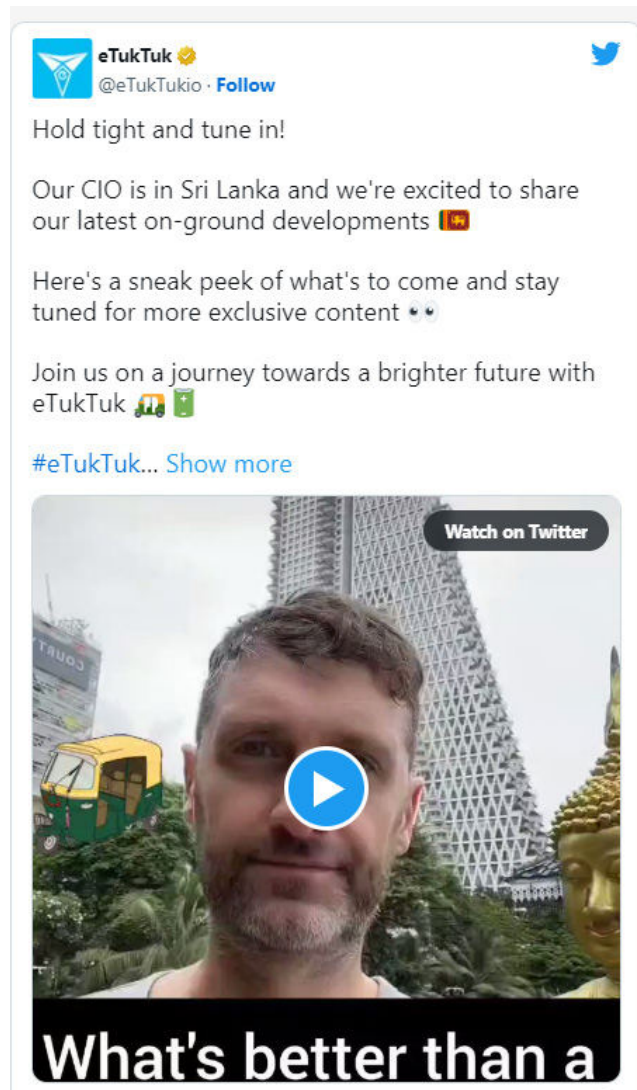 eTukTuk
@eTukTukio · Follow
Hold tight and tune in!
Our CIO is in Sri Lanka and we're excited to share
our latest on-ground developments 🇱🇰
Here's a sneak peek of what's to come and stay
tuned for more exclusive content 👀
Join us on a journey towards a brighter future with
eTukTuk 🛺🔋
#eTukTuk... Show more
Watch on Twitter
COURT
What's better than a